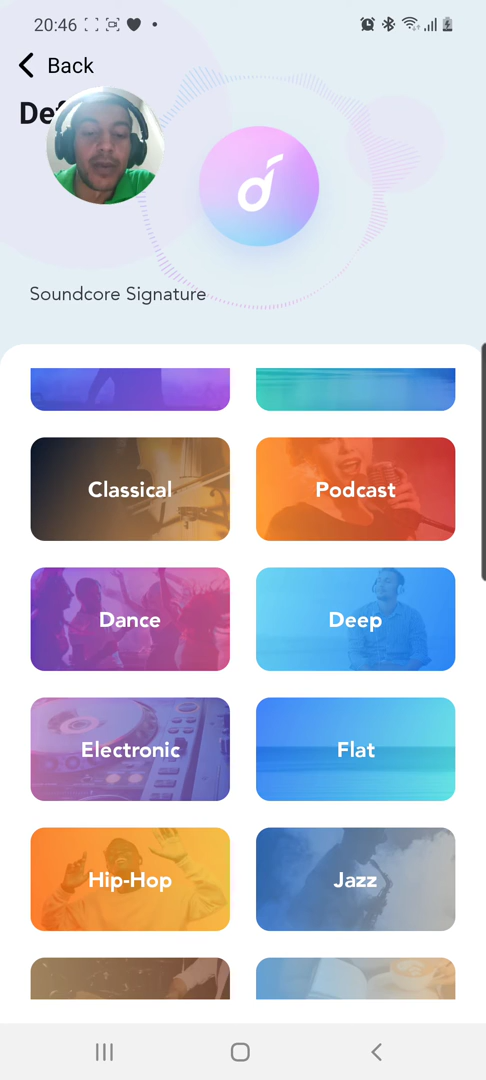 20:46
Back
Soundcore Signature
Classical
Podcast
Dance
Deep
Electronic
Flat
Hip-Hop
Jazz